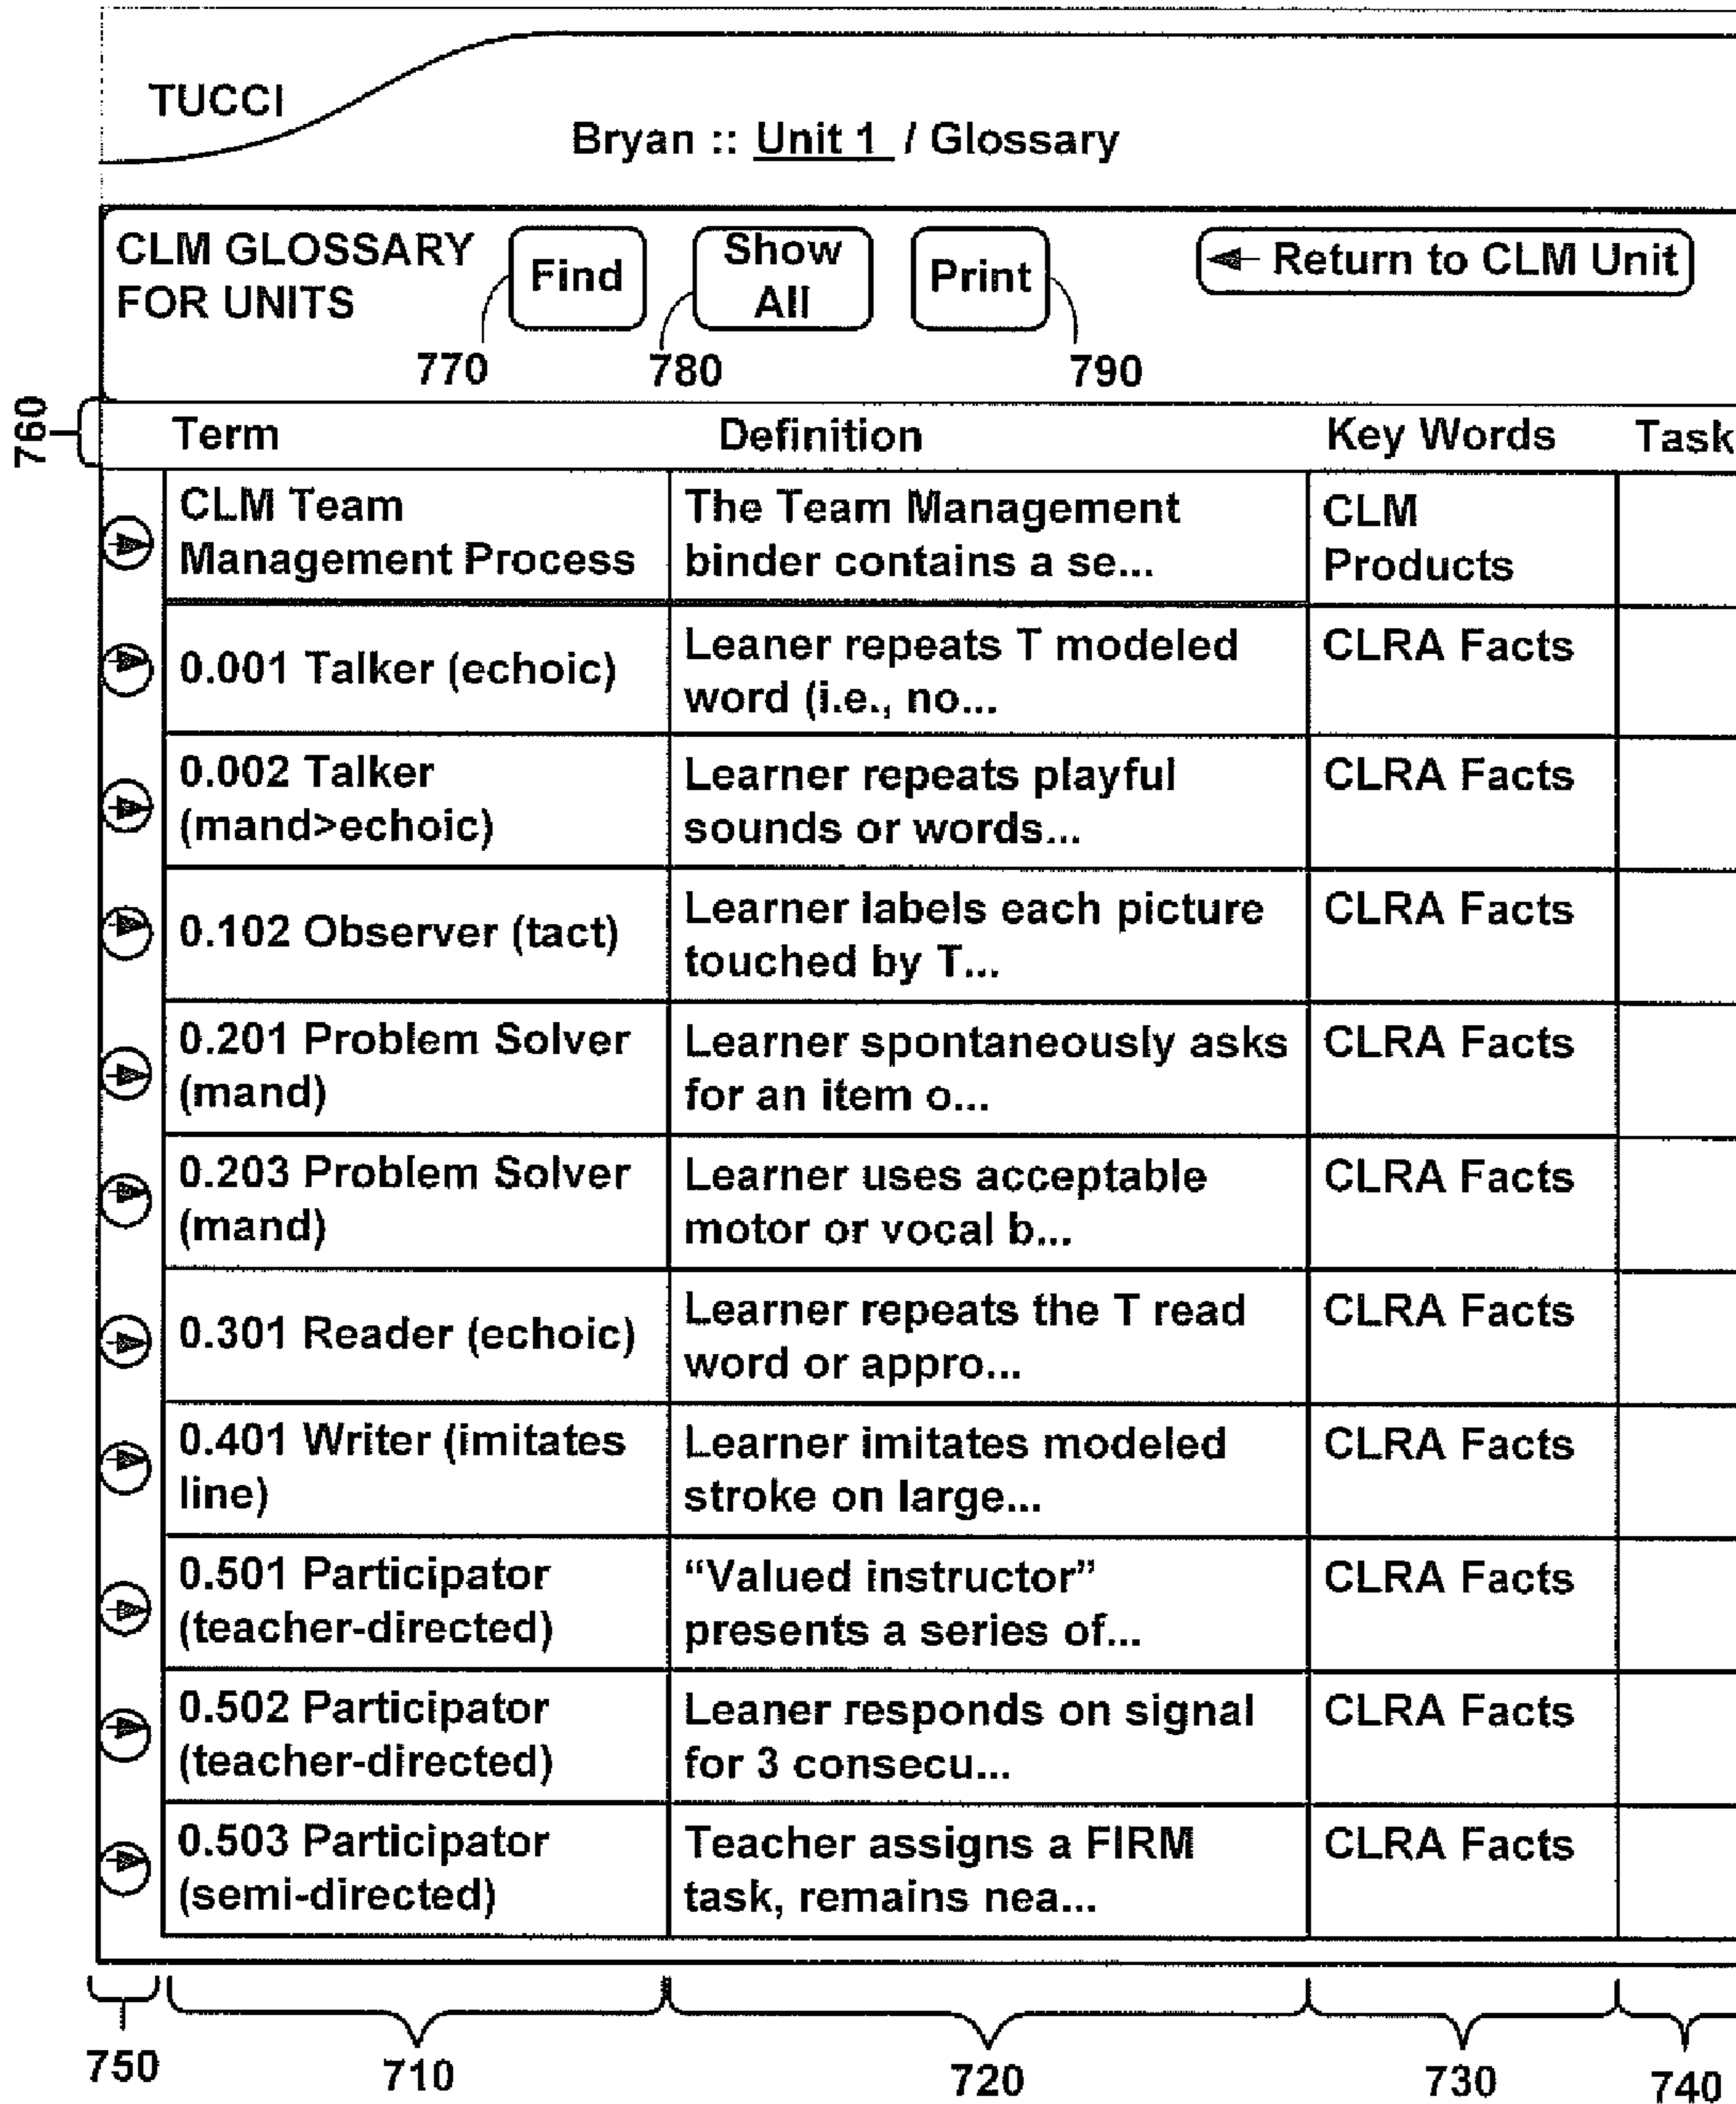 TUCCI
Bryan :: Unit 1 / Glossary
CLM GLOSSARY
FOR UNITS
Find
Show
All
Print
Return to CLM Unit
770
780
790
760
Term Definition Key Words Task
CLM Team
Management Process
The Team Management
binder contains a se...
CLM
Products
0.001 Talker (echoic)
Leaner repeats T modeled
word (i.e., no...
CLRA Facts
0.002 Talker
(mand>echoic)
Learner repeats playful
sounds or words...
CLRA Facts
0.102 Observer (tact)
Learner labels each picture
touched by T...
CLRA Facts
0.201 Problem Solver
(mand)
Learner spontaneously asks
for an item o...
CLRA Facts
0.203 Problem Solver
(mand)
Learner uses acceptable
motor or vocal b...
CLRA Facts
0.301 Reader (echoic)
Learner repeats the T read
word or appro...
CLRA Facts
0.401 Writer (imitates
line)
Learner imitates modeled
stroke on large...
CLRA Facts
0.501 Participator
(teacher-directed)
“Valued instructor”
presents a series of...
CLRA Facts
0.502 Participator
(teacher-directed)
Leaner responds on signal
for 3 consecu...
CLRA Facts
0.503 Participator
(semi-directed)
Teacher assigns a FIRM
task, remains nea...
CLRA Facts
750 710 720 730 740